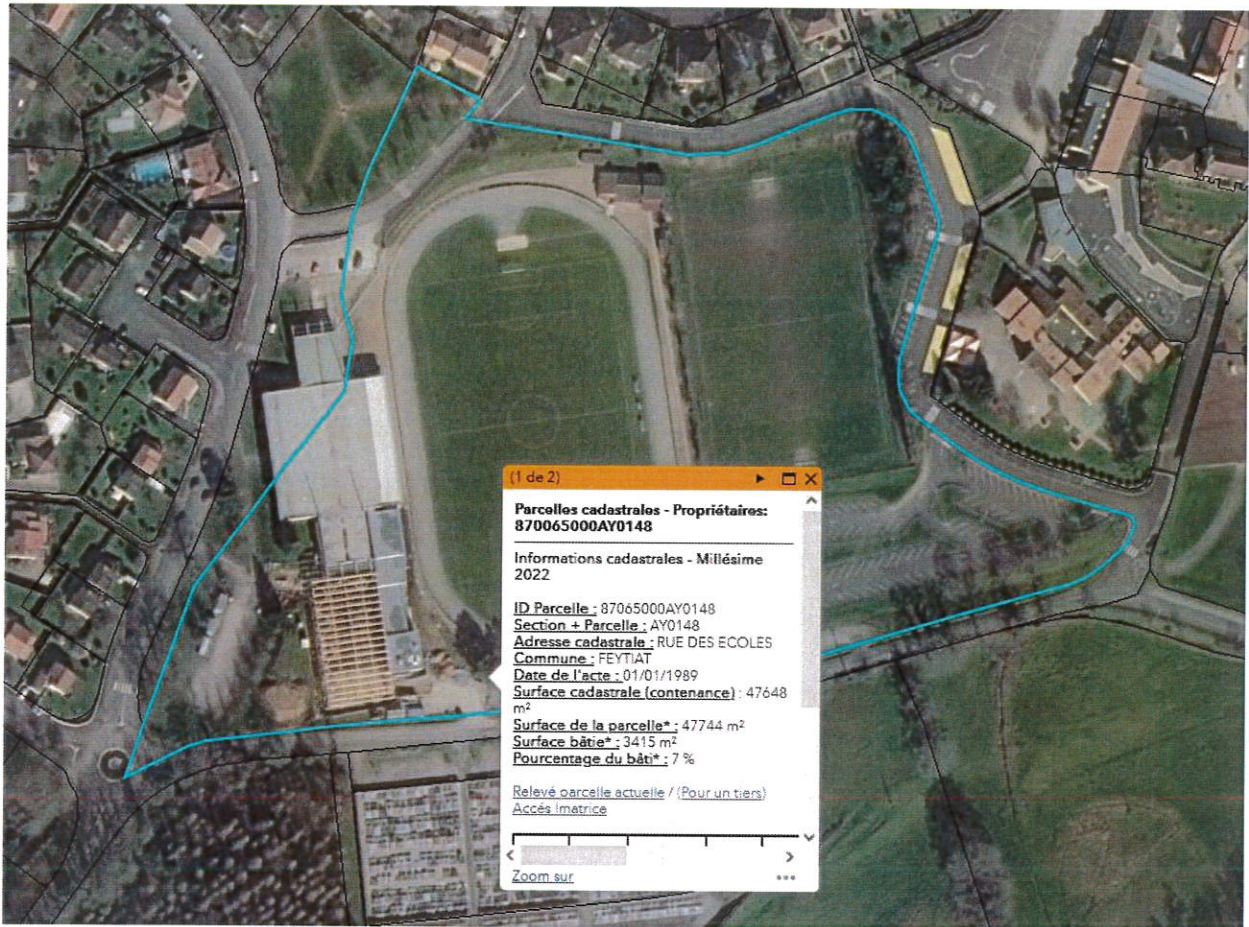 (1 de 2)
Parcelles cadastrales - Propriétaires:
870065000AY0148
Informations cadastrales - Millésime
2022
ID Parcelle : 87065000AY0148
Section + Parcelle : AY0148
Adresse cadastrale : RUE DES ECOLES
Commune : FEYTIAT
Date de l'acte : 01/01/1989
Surface cadastrale (contenance) : 47648
m²
Surface de la parcelle* : 47744 m²
Surface bâtie* : 3415 m²
Pourcentage du bâti* : 7 %
Relevé parcelle actuelle / (Pour un tiers)
Accès Imatrice
Zoom sur